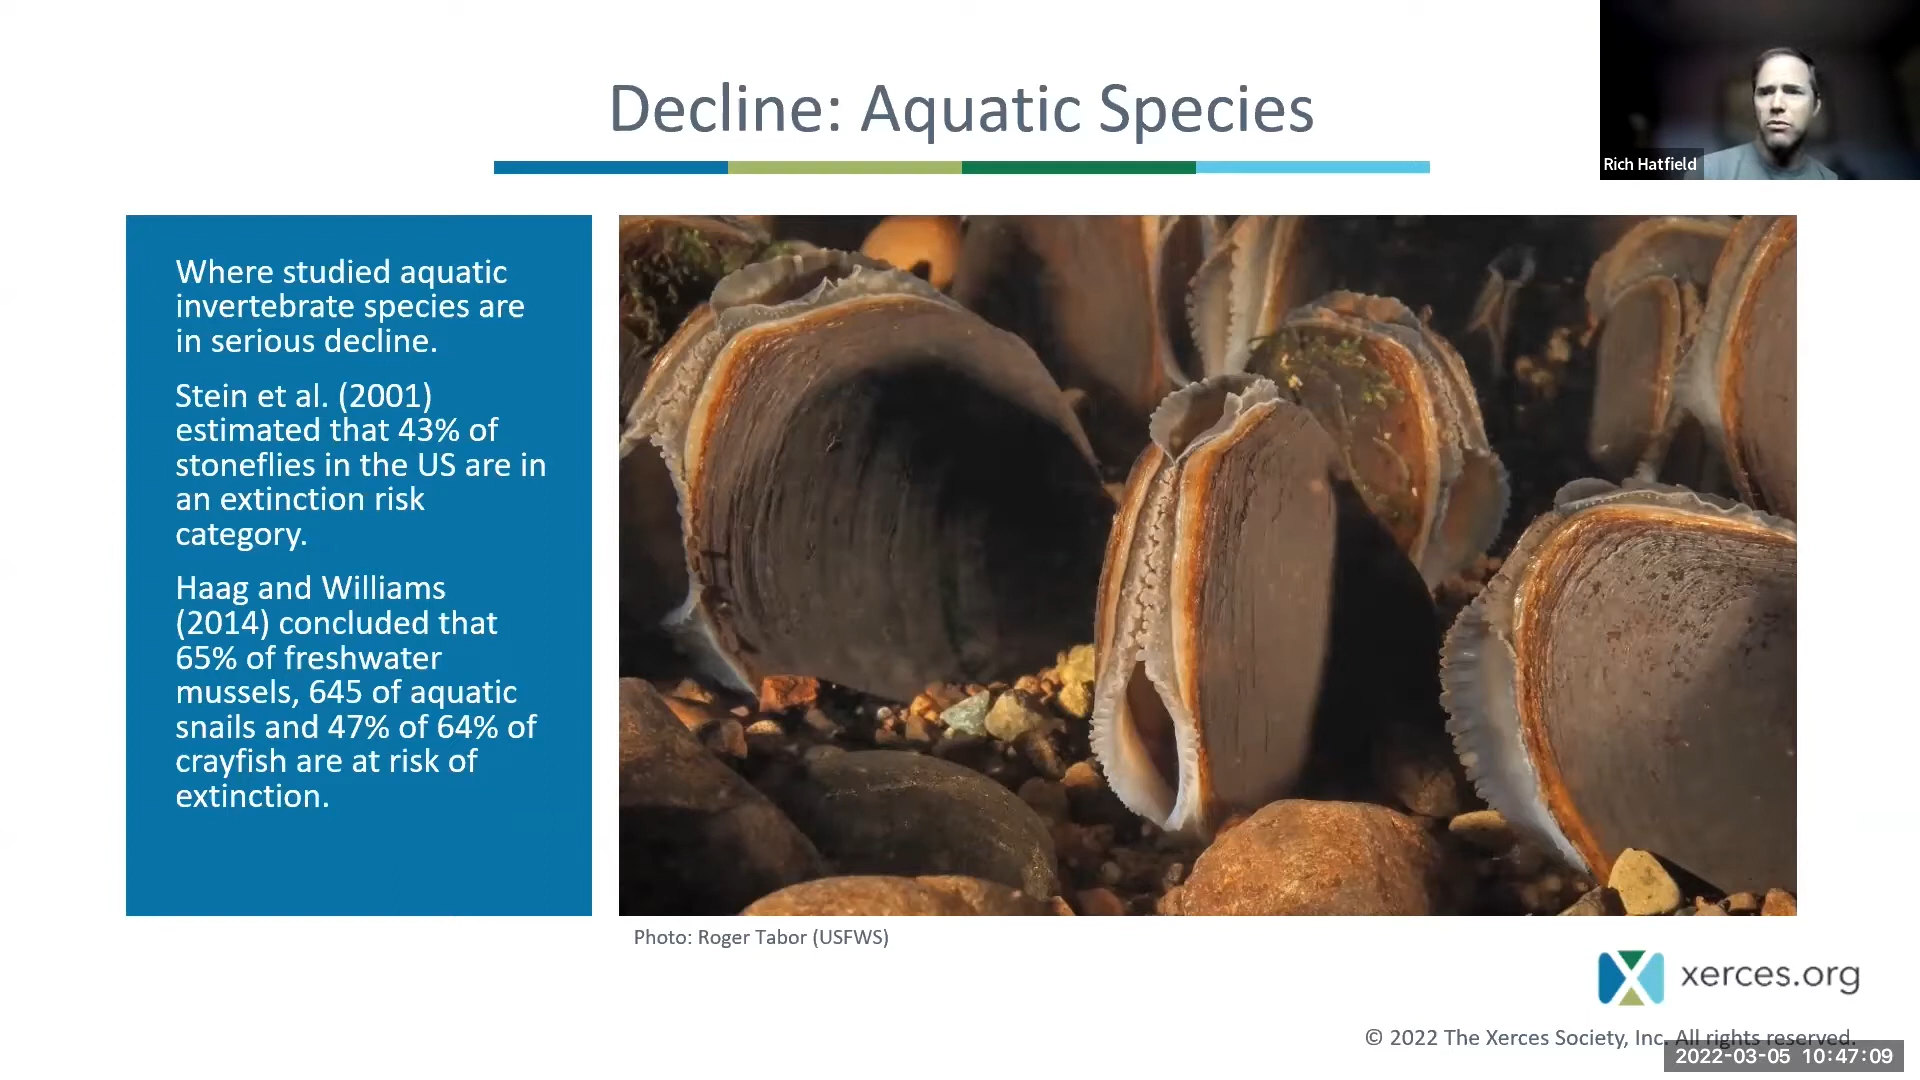 Decline: Aquatic Species
Rich Hatfield
Where studied aquatic
invertebrate species are
in serious decline.
Stein et al. (2001)
estimated that 43% of
stoneflies in the US are in
an extinction risk
category.
Haag and Williams
(2014) concluded that
65% of freshwater
mussels, 645 of aquatic
snails and 47% of 64% of
crayfish are at risk of
extinction.
Photo: Roger Tabor (USFWS)
xerces.org
© 2022 The Xerces Society, Inc. All rights reserved.
2022-03-05 10:47:09